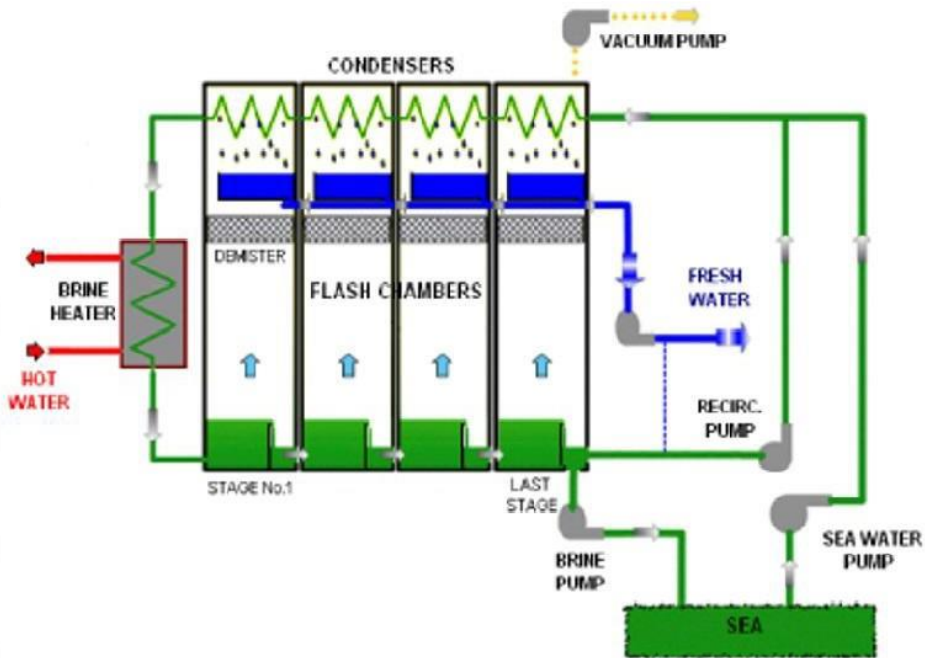 VACUUM PUMP
CONDENSERS
DEMISTER
BRINE
HEATER
FLASH CHAMBERS
FRESH
WATER
HOT
WATER
RECIRC.
PUMP
STAGE No.1
LAST
STAGE
BRINE
PUMP
SEA WATER
PUMP
SEA